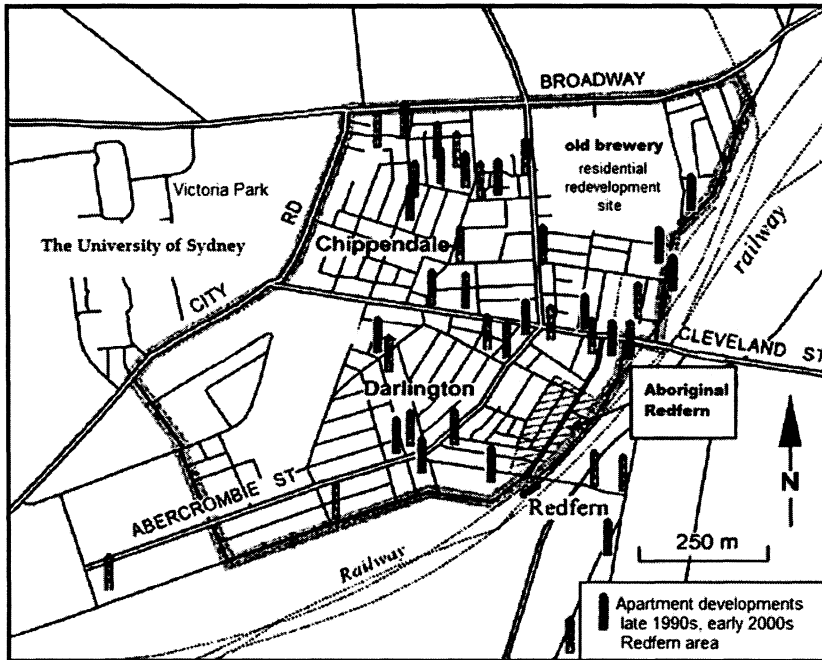 BROADWAY
old brewery
residential
redevelopment
site
Victoria Park
RD
The University of Sydney
Chippendale
railway
CITY
CLEVELAND ST
Darlington
Aboriginal
Redfern
ABERCROMBIE ST
N
Redfern
250 m
Railway
Apartment developments
late 1990s, early 2000s
Redfern area